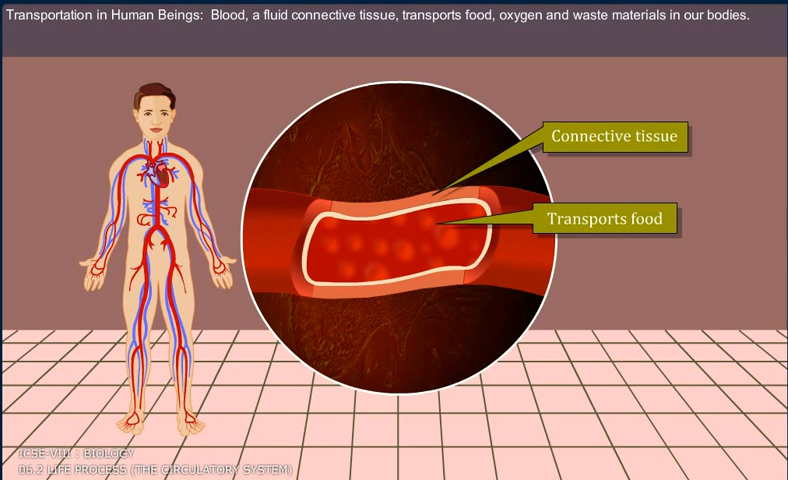 Transportation in Human Beings:  Blood, a fluid connective tissue, transports food, oxygen and waste materials in our bodies.
Connective tissue
Transports food
ICSE-VIII : BIOLOGY
06.2 LIFE PROCESS (THE CIRCULATORY SYSTEM)